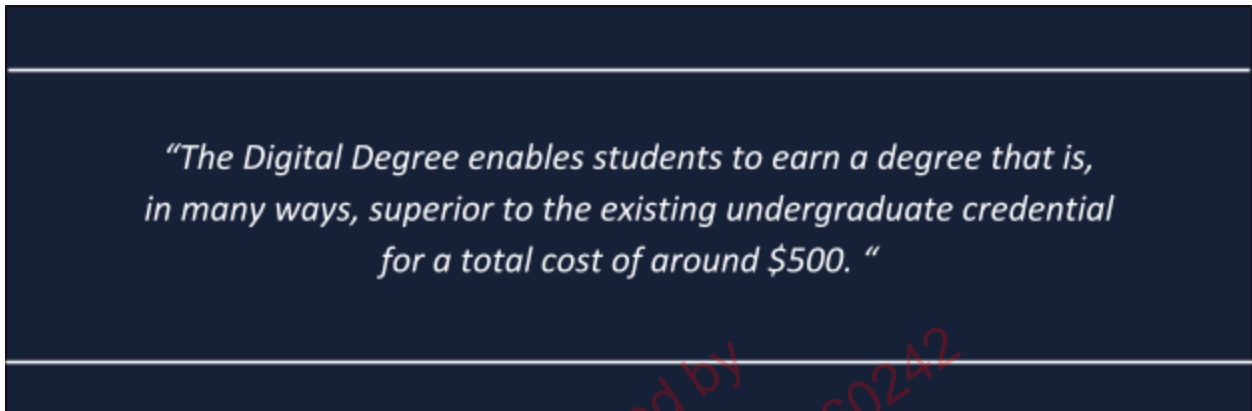 “The Digital Degree enables students to earn a degree that is,
in many ways, superior to the existing undergraduate credential
for a total cost of around $500. “
by